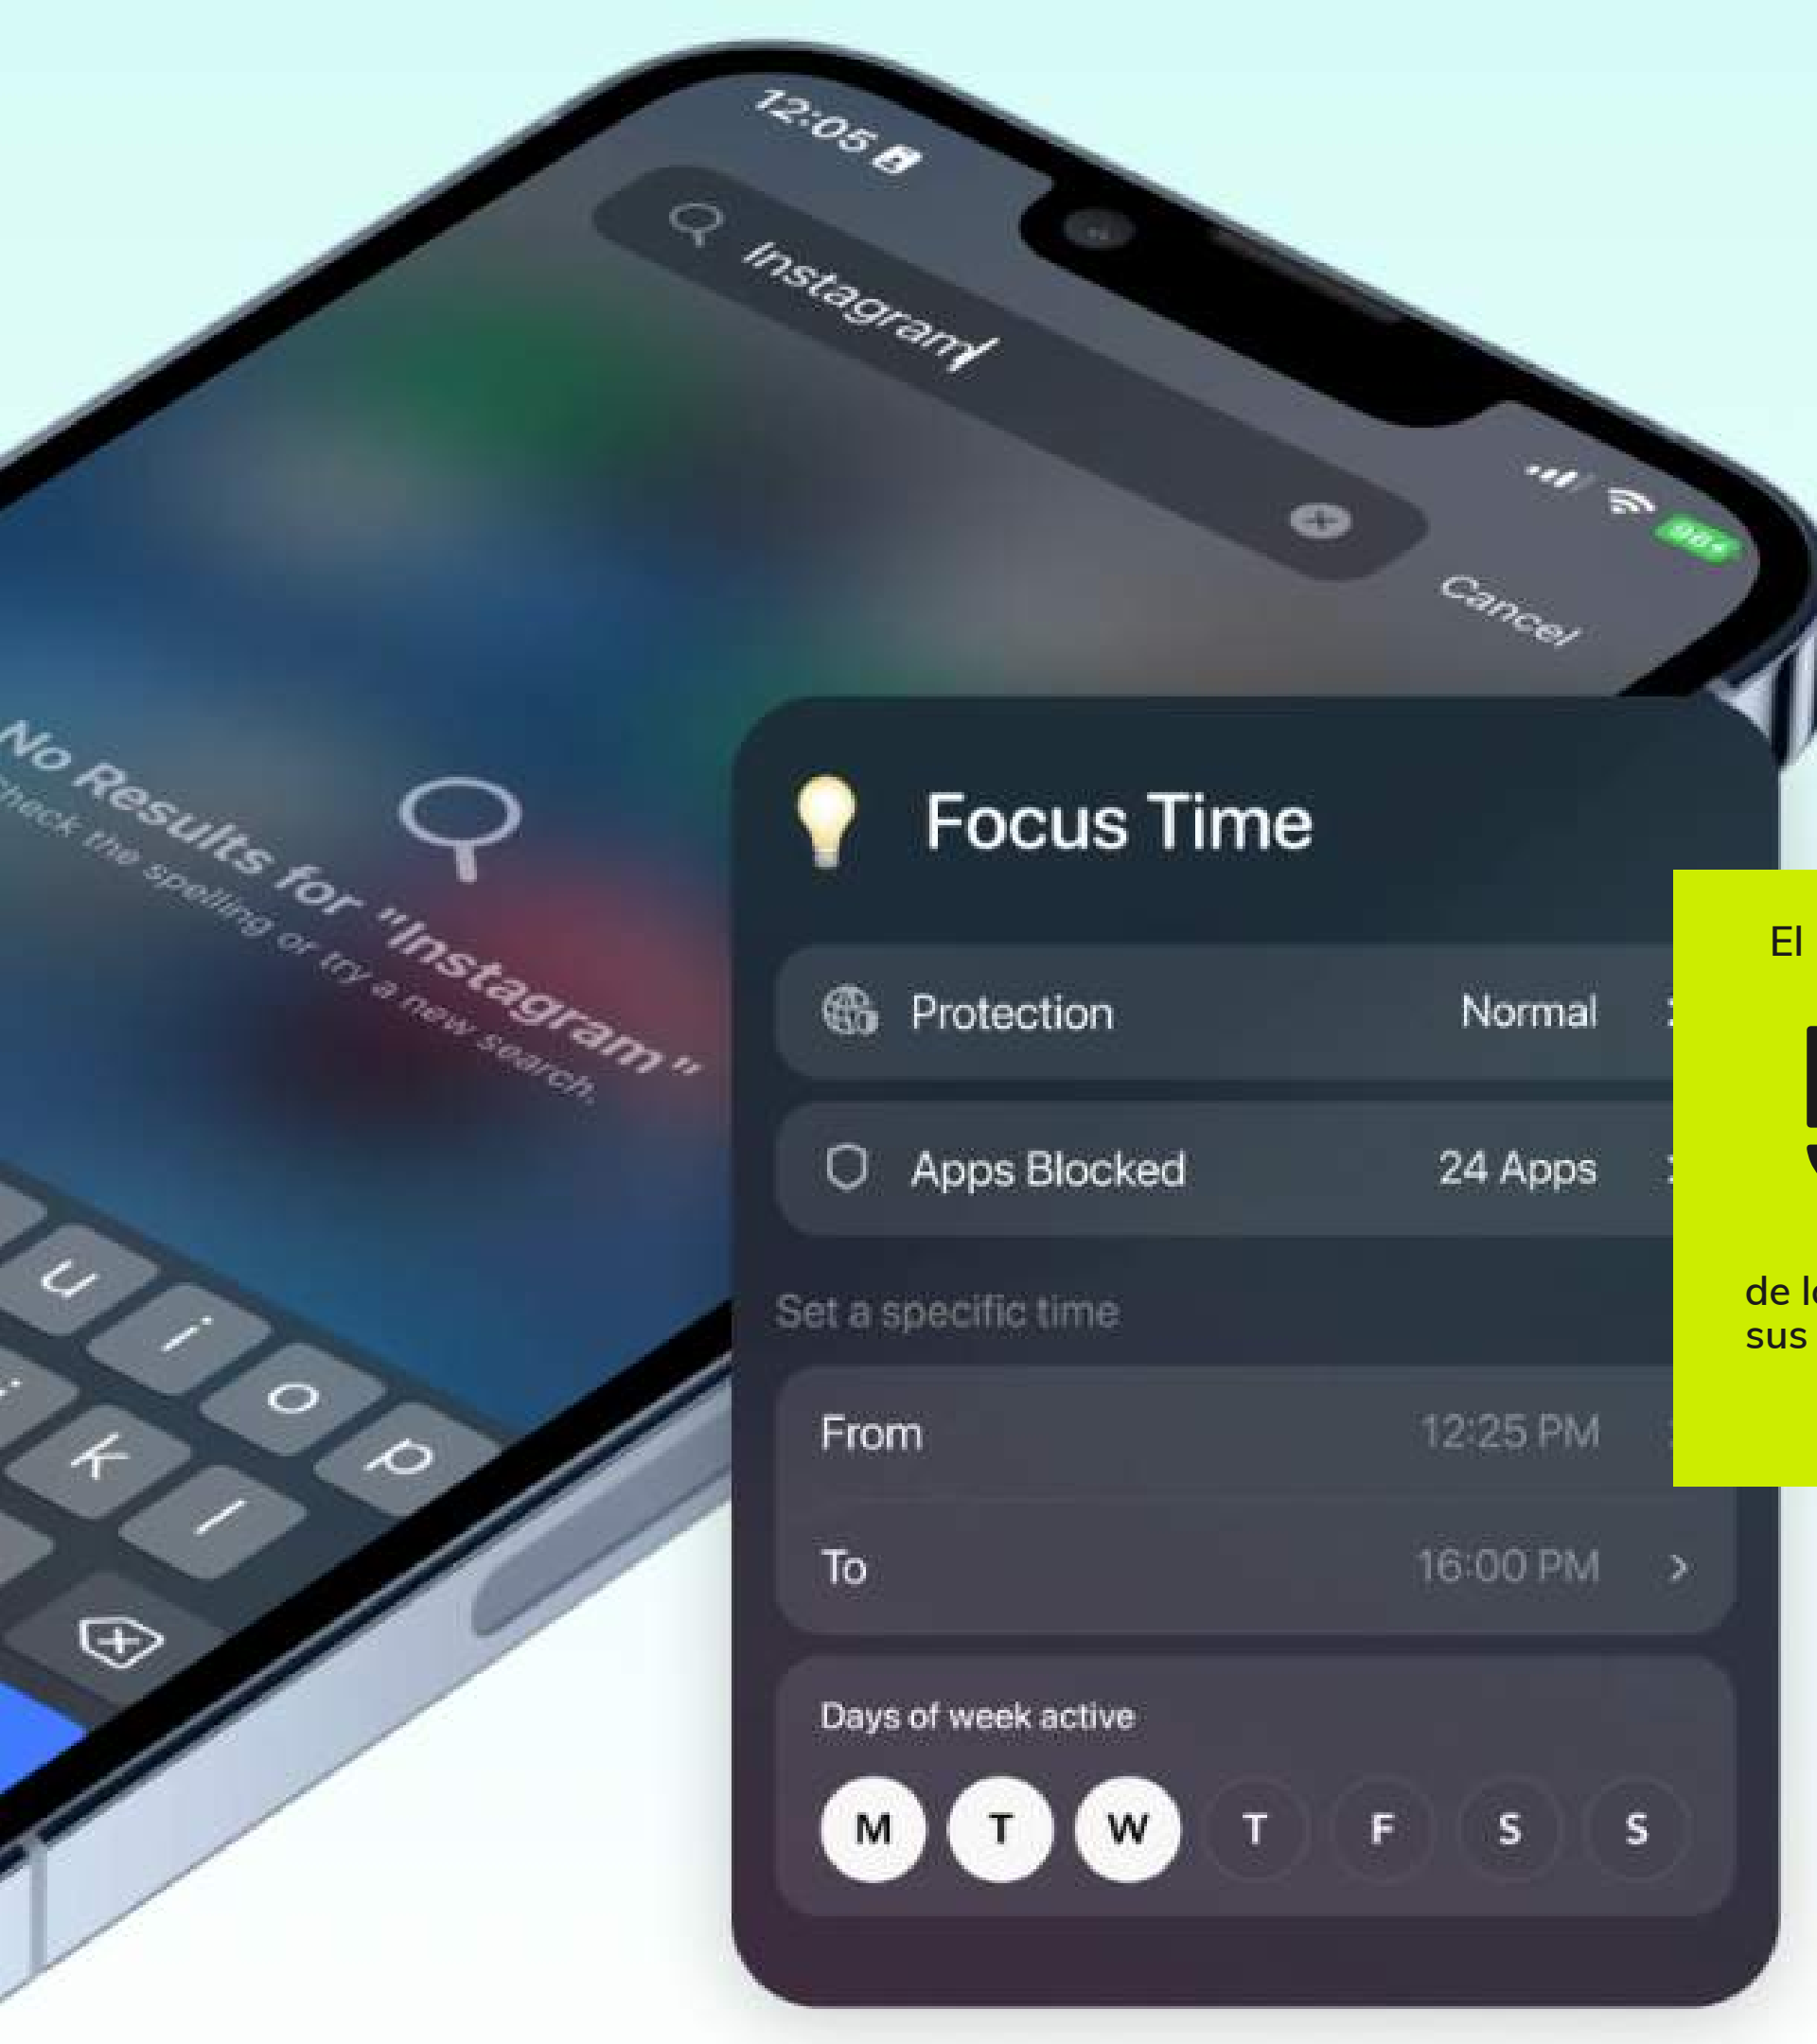 12:05
Instagram
Cancel
No Results for "Instagram"
Check the spelling or try a new search.
u i o p
k l
Focus Time
Protection Normal
Apps Blocked 24 Apps
Set a specific time
From 12:25 PM
To 16:00 PM
Days of week active
M T W T F S S
El
de
sus